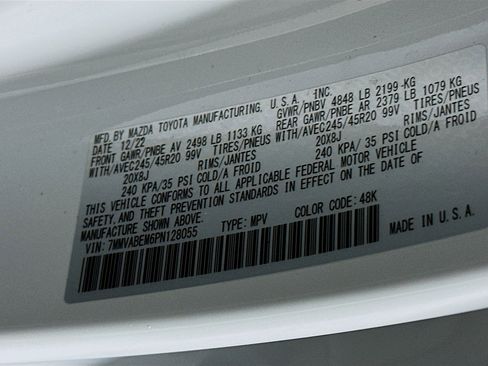 MFD. BY MAZDA TOYOTA MANUFACTURING, U.S.A., INC.
DATE: 12/22 GVWR/PNBV 4848 LB 2199 KG
FRONT GAWR/PNBE AV 2498 LB 1133 KG REAR GAWR/PNBE AR 2379 LB 1079 KG
WITH/AVEC245/45R20 99V TIRES/PNEUS WITH/AVEC245/45R20 99V TIRES/PNEUS
20X8J RIMS/JANTES 20X8J RIMS/JANTES
240 KPA/ 35 PSI COLD/A FROID 240 KPA/ 35 PSI COLD/A FROID
THIS VEHICLE CONFORMS TO ALL APPLICABLE FEDERAL MOTOR VEHICLE
SAFETY, AND THEFT PREVENTION STANDARDS IN EFFECT ON THE DATE OF
MANUFACTURE SHOWN ABOVE.
VIN: 7MMVABEM6PN128055 TYPE: MPV COLOR CODE: 48K
MADE IN U.S.A.